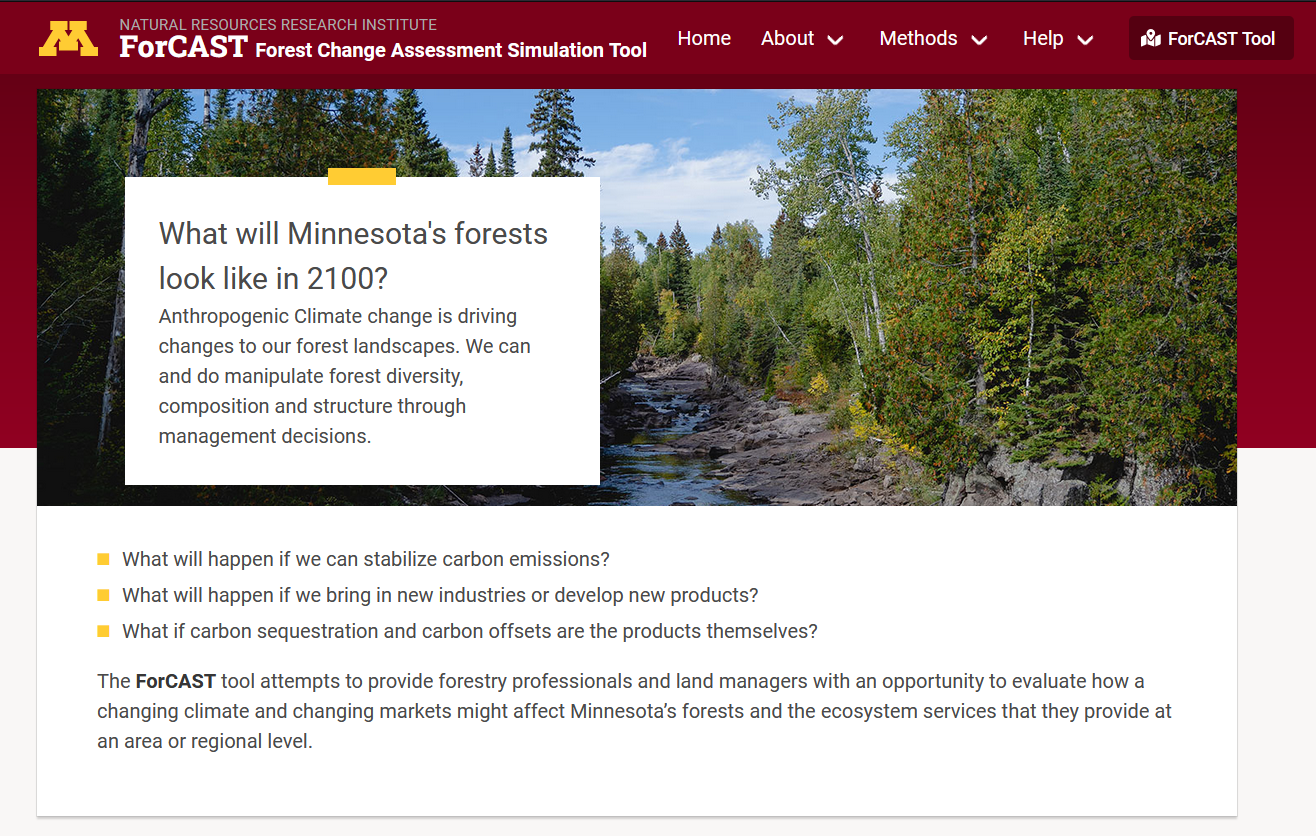 NATURAL RESOURCES RESEARCH INSTITUTE
ForCAST Forest Change Assessment Simulation Tool
Home About Methods Help ForCAST Tool
What will Minnesota's forests
look like in 2100?
Anthropogenic Climate change is driving
changes to our forest landscapes. We can
and do manipulate forest diversity,
composition and structure through
management decisions.
What will happen if we can stabilize carbon emissions?
What will happen if we bring in new industries or develop new products?
What if carbon sequestration and carbon offsets are the products themselves?
The ForCAST tool attempts to provide forestry professionals and land managers with an opportunity to evaluate how a
changing climate and changing markets might affect Minnesota’s forests and the ecosystem services that they provide at
an area or regional level.